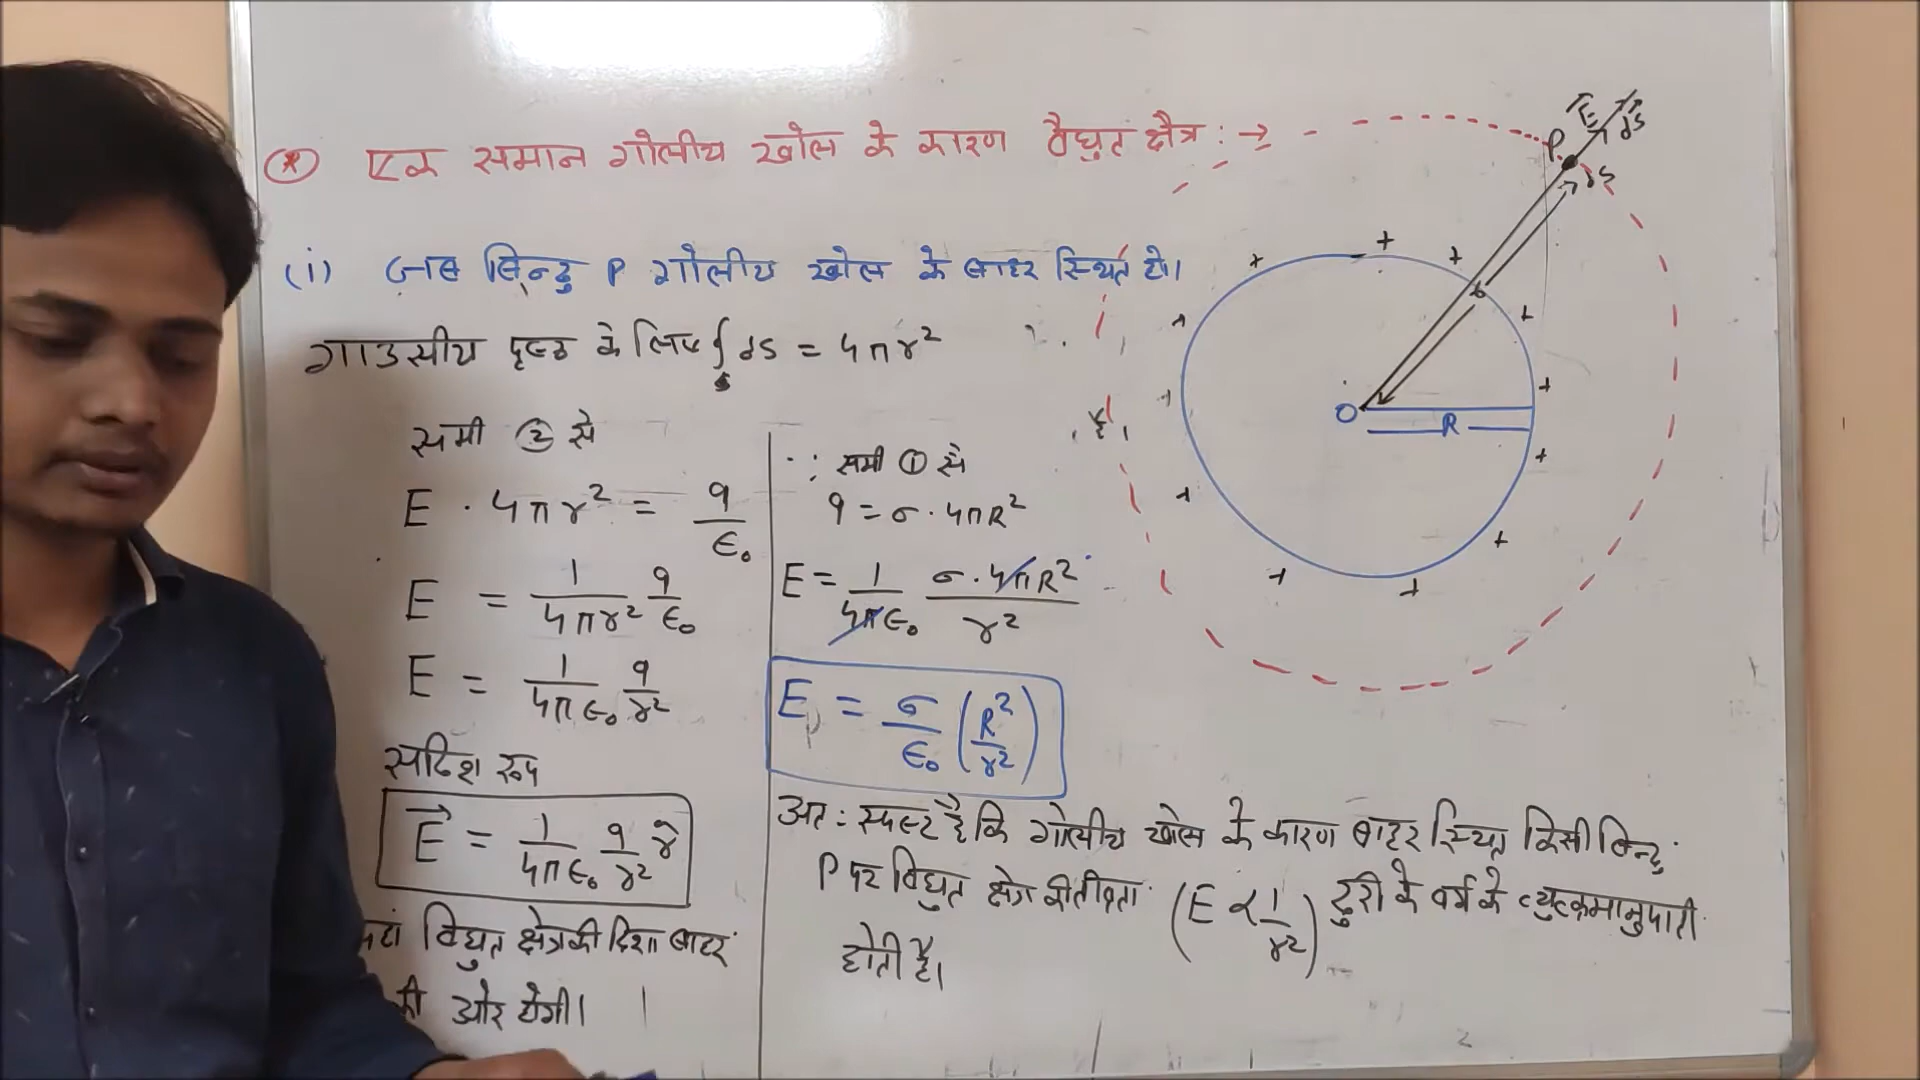 (*) एक समान गोलीय खोल के कारण वैद्युत क्षेत्र : →
(i) जब बिन्दु P गोलीय खोल के बाहर स्थित हो।
गाउसीय पृष्ठ के लिए ∫ ds = 4πr²
S
समी ② से
E · 4πr² = q/ϵ₀
E = 1/4πr² q/ϵ₀
E = 1/4πϵ₀ q/r²
सदिश रूप
E⃗ = 1/4πϵ₀ q/r² r̂
विद्युत क्षेत्र की दिशा बाहर
की ओर होगी।
∵ समी ① से
q = σ · 4πR²
E = 1/4πϵ₀ σ · 4πR²/r²
Eₚ = σ/ϵ₀ (R²/r²)
अत: स्पष्ट है कि गोलीय खोल के कारण बाहर स्थित किसी बिन्दु
P पर विद्युत क्षेत्र की तीव्रता (E ∝ 1/r²) दुरी के वर्ग के व्युत्क्रमानुपाती
होती है।
P E⃗ ds⃗
ds
r
O R
+ + + + + + + + + + + + +